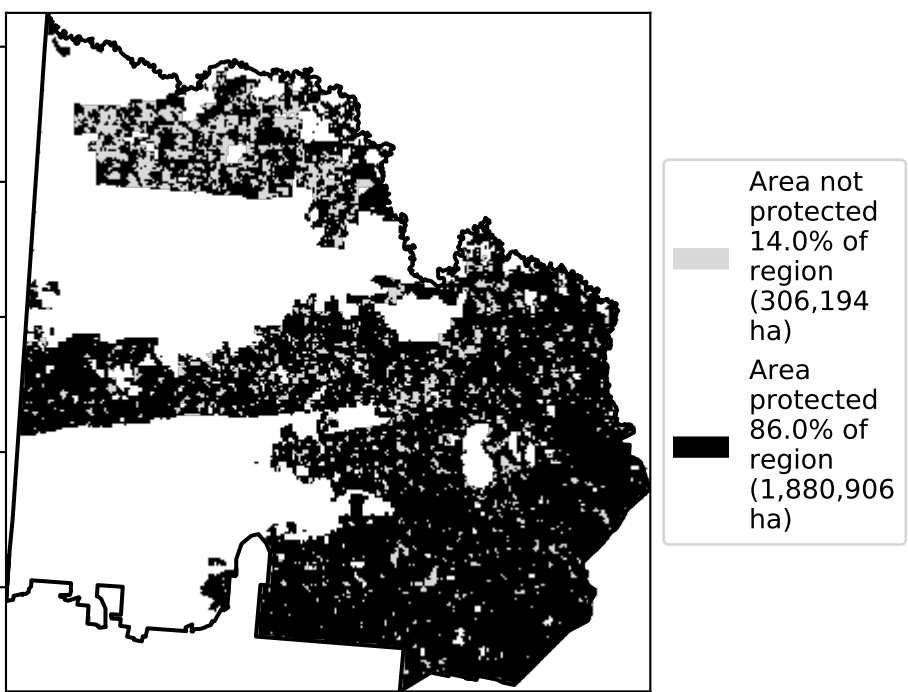 Area not
protected
14.0% of
region
(306,194
ha)
Area
protected
86.0% of
region
(1,880,906
ha)